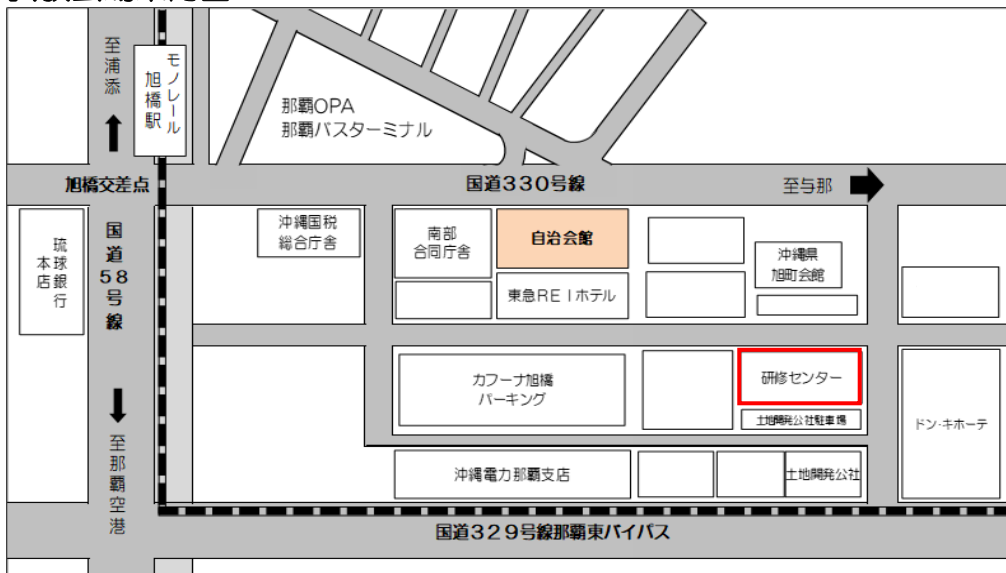 至浦添
モノレール
旭橋駅
那覇OPA
那覇バスターミナル
旭橋交差点
国道330号線
至与那
琉球銀行
本店
国道58号線
沖縄国税
総合庁舎
南部
合同庁舎
自治会館
沖縄県
旭町会館
東急REIホテル
カフーナ旭橋
パーキング
研修センター
土地開発公社駐車場
ドン・キホーテ
至那覇空港
沖縄電力那覇支店
土地開発公社
国道329号線那覇東バイパス